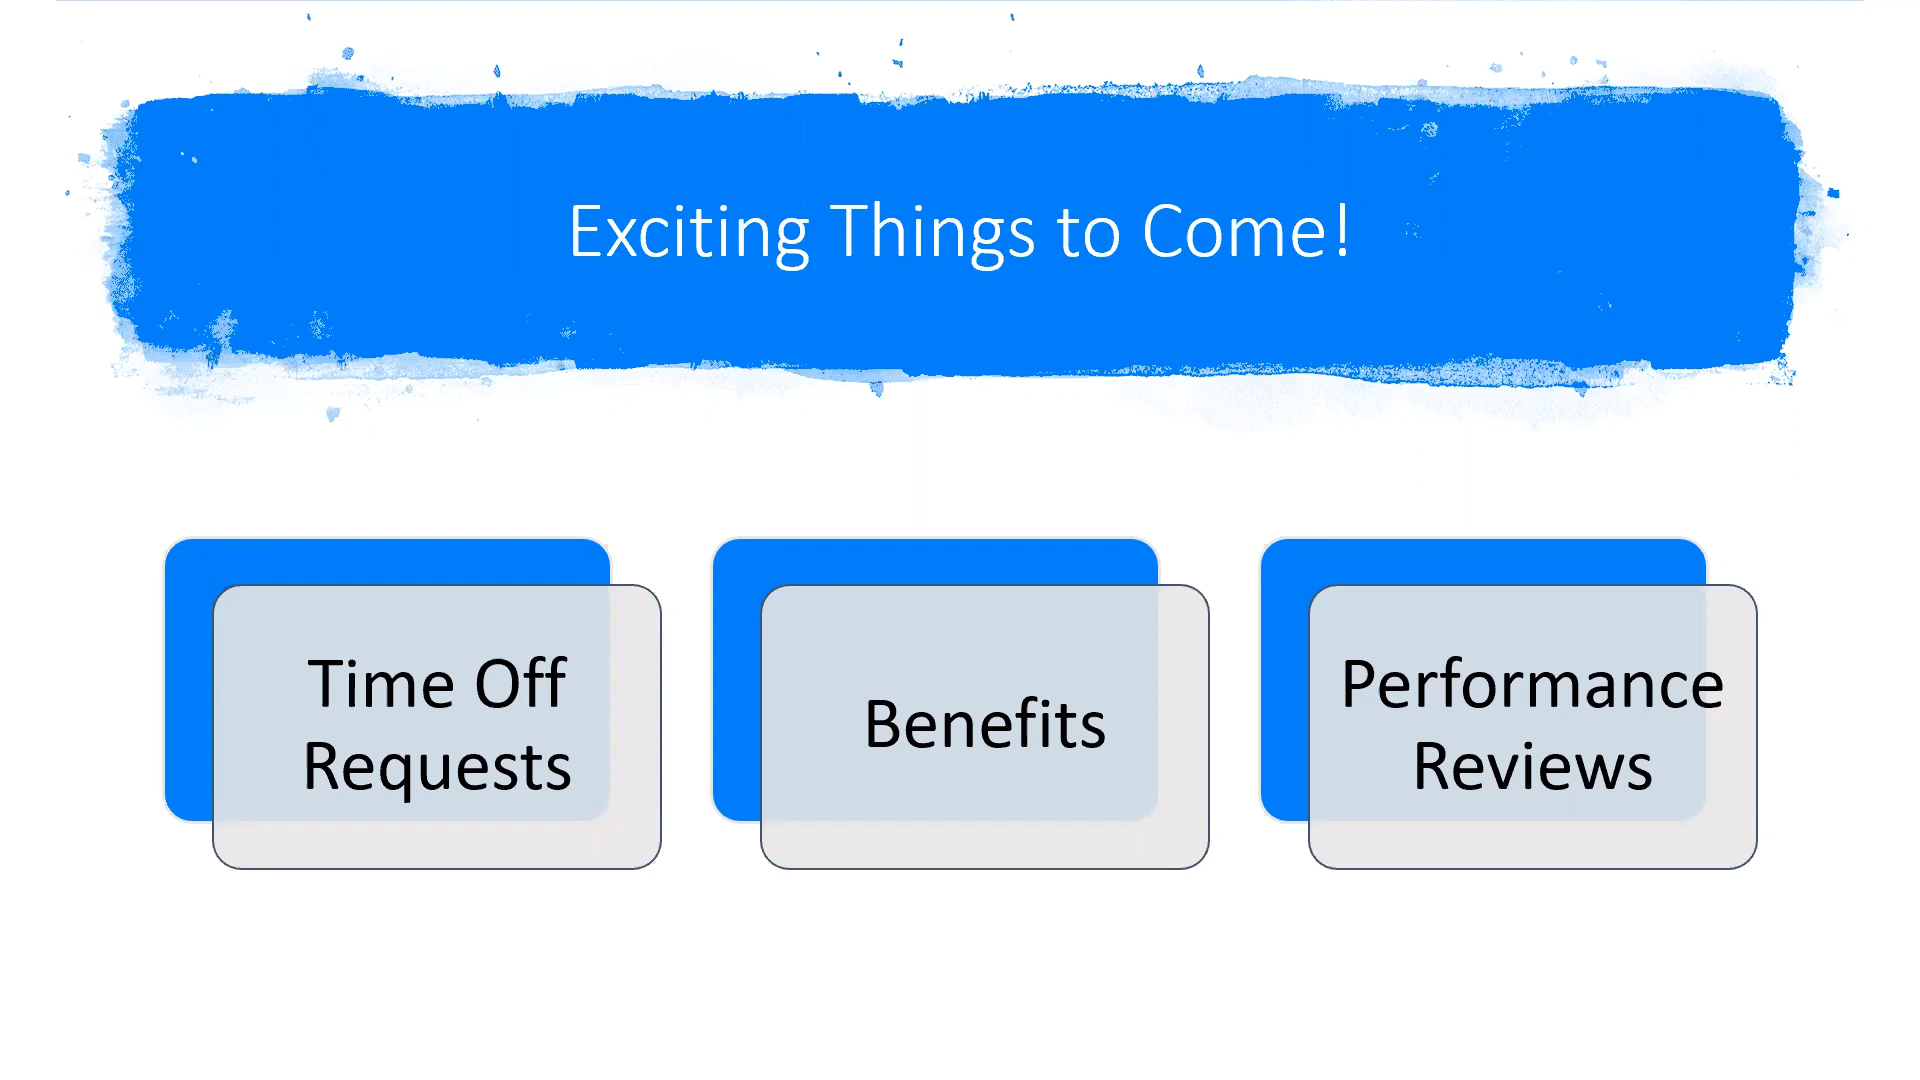 Exciting Things to Come!
Time Off
Requests
Benefits
Performance
Reviews